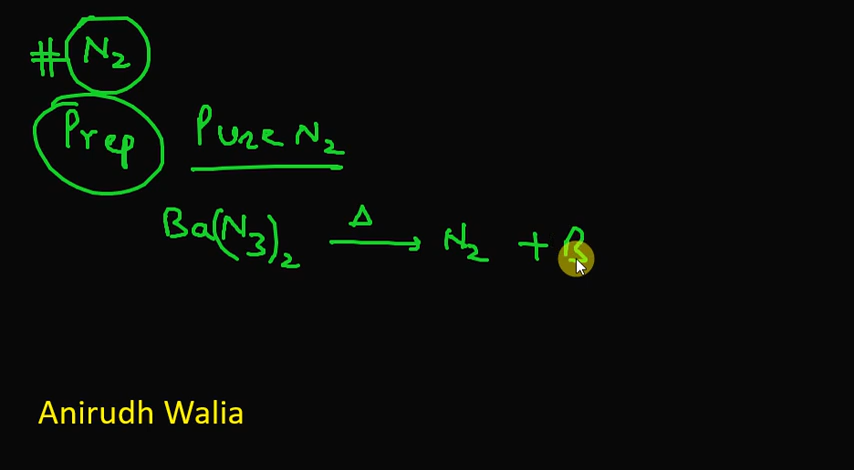 # N₂
Prep Pure N₂
Ba(N₃)₂ —Δ→ N₂ + B
Anirudh Walia